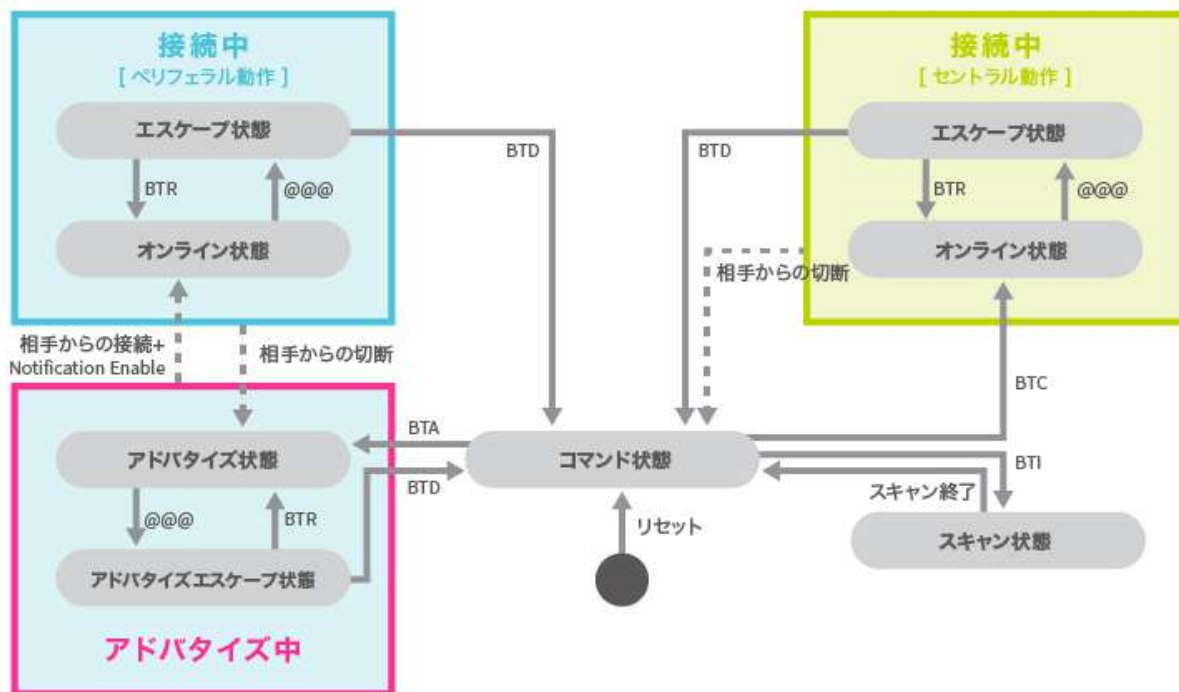 接続中
[ ペリフェラル動作 ]
エスケープ状態
BTR
@@@
オンライン状態
BTD
接続中
[ セントラル動作 ]
エスケープ状態
BTD
BTR
@@@
オンライン状態
相手からの切断
相手からの接続+
Notification Enable
相手からの切断
BTC
アドバタイズ状態
BTA
コマンド状態
BTI
BTD
スキャン終了
@@@
BTR
リセット
スキャン状態
アドバタイズエスケープ状態
アドバタイズ中